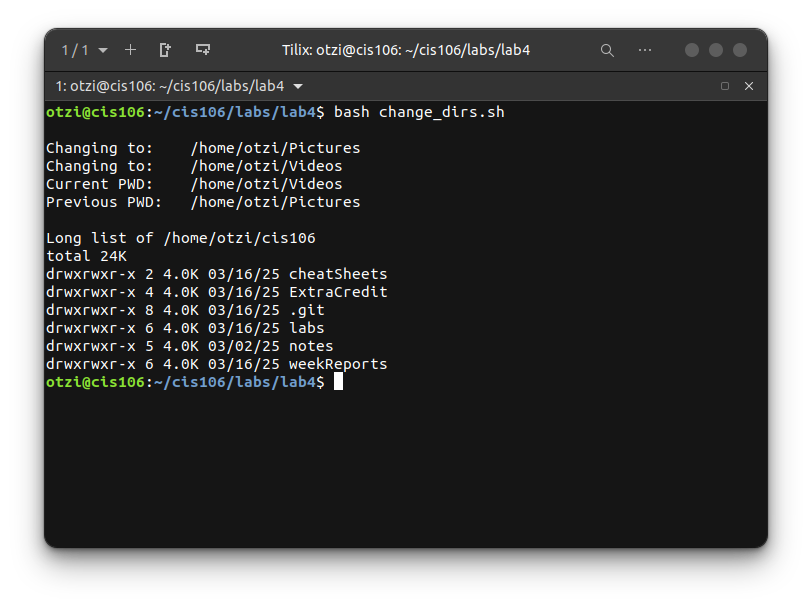 1 / 1
Tilix: otzi@cis106: ~/cis106/labs/lab4
1: otzi@cis106: ~/cis106/labs/lab4
otzi@cis106:~/cis106/labs/lab4$ bash change_dirs.sh
Changing to:    /home/otzi/Pictures
Changing to:    /home/otzi/Videos
Current PWD:    /home/otzi/Videos
Previous PWD:   /home/otzi/Pictures
Long list of /home/otzi/cis106
total 24K
drwxrwxr-x 2 4.0K 03/16/25 cheatSheets
drwxrwxr-x 4 4.0K 03/16/25 ExtraCredit
drwxrwxr-x 8 4.0K 03/16/25 .git
drwxrwxr-x 6 4.0K 03/16/25 labs
drwxrwxr-x 5 4.0K 03/02/25 notes
drwxrwxr-x 6 4.0K 03/16/25 weekReports
otzi@cis106:~/cis106/labs/lab4$